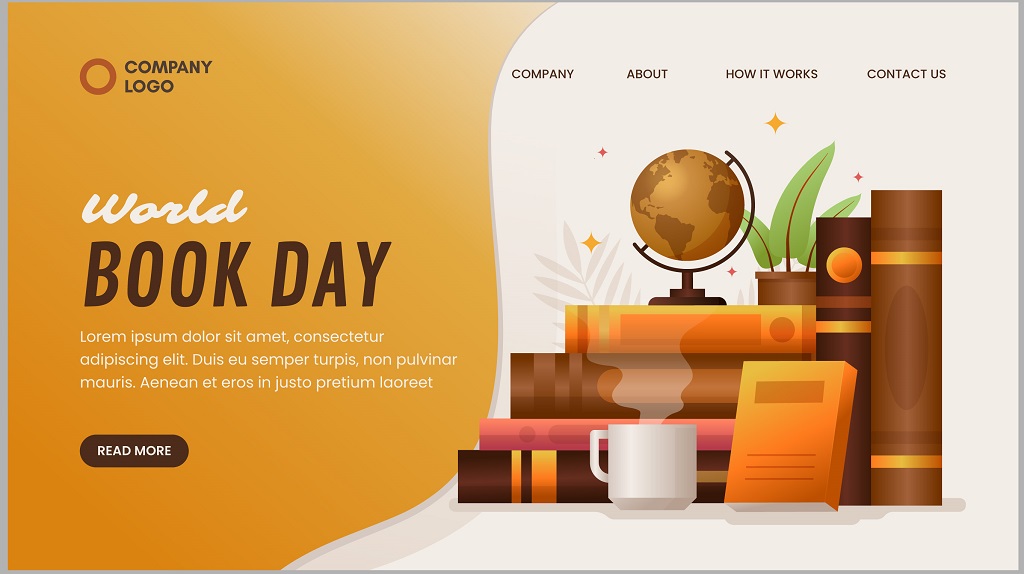 COMPANY
LOGO
COMPANY ABOUT HOW IT WORKS CONTACT US
World
BOOK DAY
Lorem ipsum dolor sit amet, consectetur
adipiscing elit. Duis eu semper turpis, non pulvinar
mauris. Aenean et eros in justo pretium laoreet
READ MORE